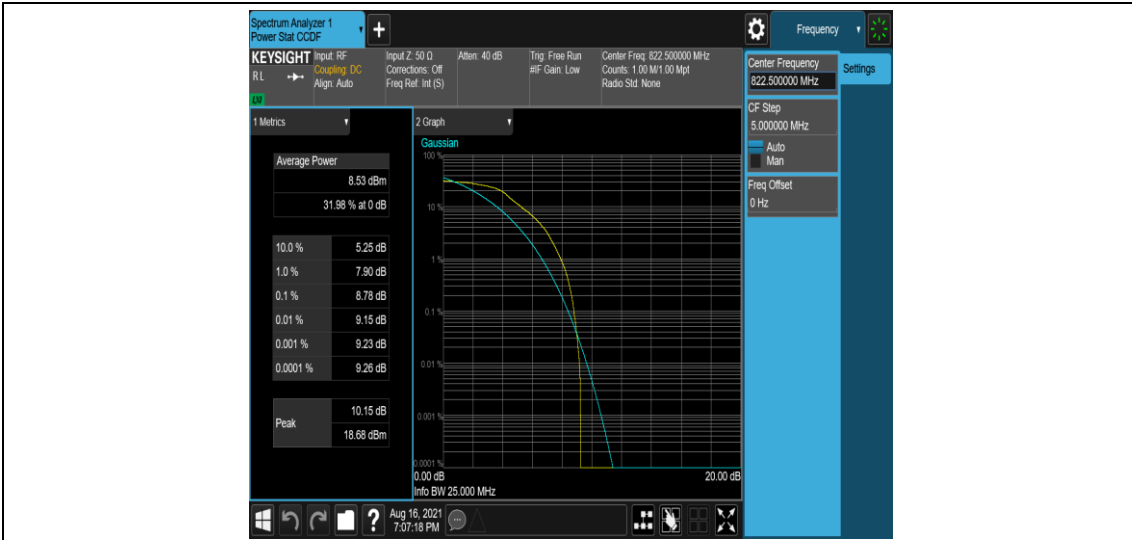 Spectrum Analyzer 1
Power Stat CCDF
+
Frequency
KEYSIGHT
RL
LXI
Input: RF
Coupling: DC
Align: Auto
Input Z: 50 Ω
Corrections: Off
Freq Ref: Int (S)
Atten: 40 dB
Trig: Free Run
#IF Gain: Low
Center Freq: 822.500000 MHz
Counts: 1.00 M/1.00 Mpt
Radio Std: None
Center Frequency
822.500000 MHz
Settings
CF Step
5.000000 MHz
Auto
Man
Freq Offset
0 Hz
1 Metrics
Average Power
8.53 dBm
31.98 % at 0 dB
10.0 % 5.25 dB
1.0 % 7.90 dB
0.1 % 8.78 dB
0.01 % 9.15 dB
0.001 % 9.23 dB
0.0001 % 9.26 dB
Peak 10.15 dB
18.68 dBm
2 Graph
Gaussian
100 %
10 %
1 %
0.1 %
0.01 %
0.001 %
0.0001 %
0.00 dB 20.00 dB
Info BW 25.000 MHz
?
Aug 16, 2021
7:07:18 PM